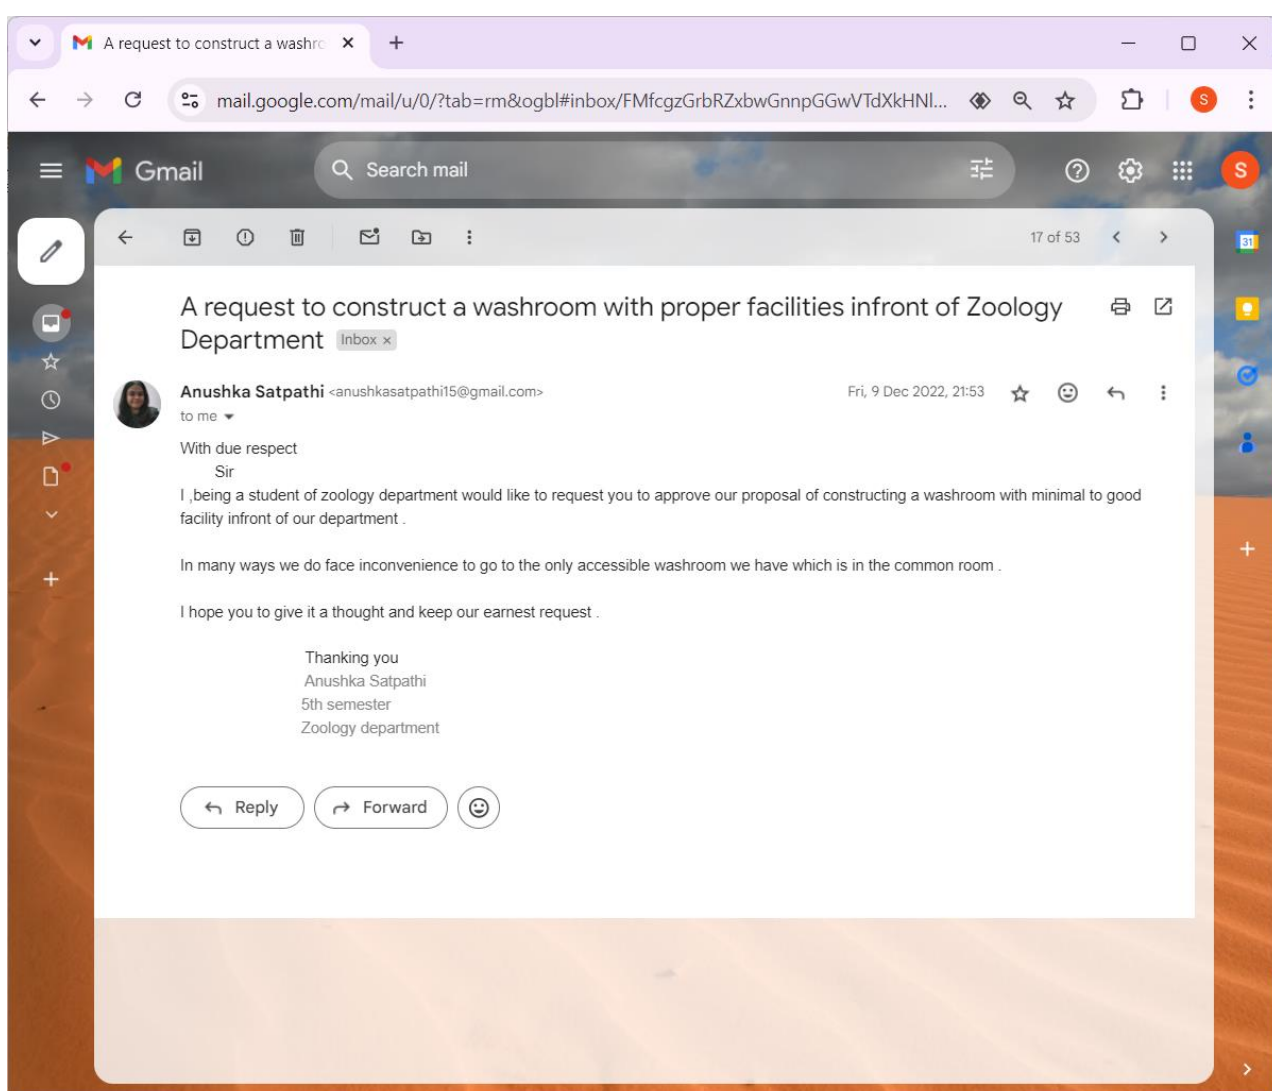 A request to construct a washro
mail.google.com/mail/u/0/?tab=rm&ogbl#inbox/FMfcgzGrbRZxbwGnnpGGwVTdXkHNl...
S
Gmail
Search mail
S
17 of 53
31
A request to construct a washroom with proper facilities infront of Zoology
Department Inbox ×
Anushka Satpathi <anushkasatpathi15@gmail.com>
Fri, 9 Dec 2022, 21:53
to me
With due respect
Sir
I ,being a student of zoology department would like to request you to approve our proposal of constructing a washroom with minimal to good
facility infront of our department .
In many ways we do face inconvenience to go to the only accessible washroom we have which is in the common room .
I hope you to give it a thought and keep our earnest request .
Thanking you
Anushka Satpathi
5th semester
Zoology department
Reply
Forward